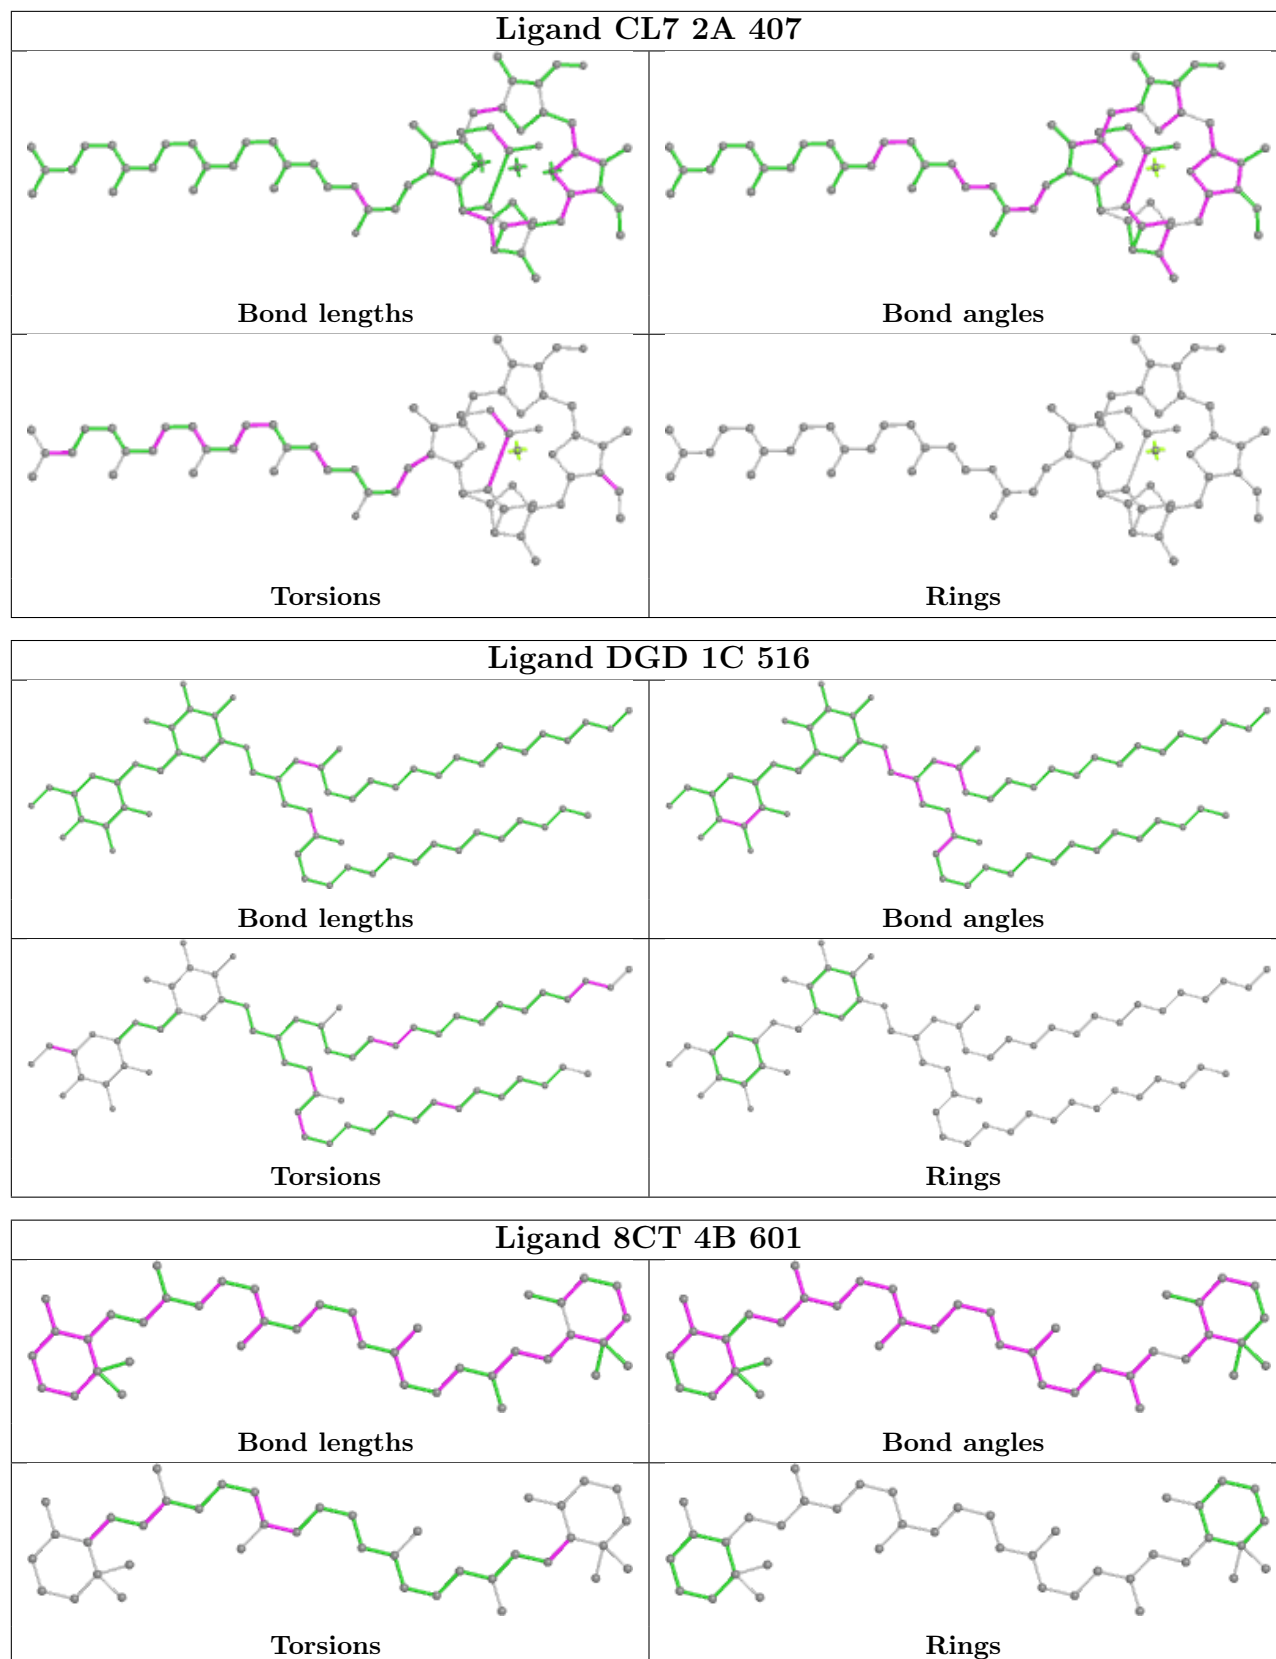 Ligand CL7 2A 407
Bond lengths
Bond angles
Torsions
Rings
Ligand DGD 1C 516
Bond lengths
Bond angles
Torsions
Rings
Ligand 8CT 4B 601
Bond lengths
Bond angles
Torsions
Rings